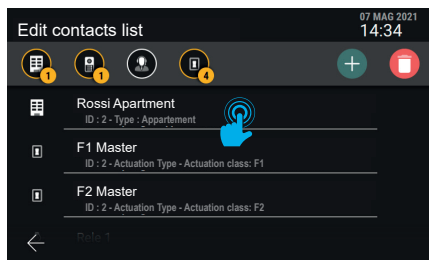 07 MAG 2021
Edit contacts list
14:34
1
1
4
Rossi Apartment
ID : 2 - Type : Appartement
F1 Master
ID : 2 - Actuation Type - Actuation class: F1
F2 Master
ID : 2 - Actuation Type - Actuation class: F2
Rele 1